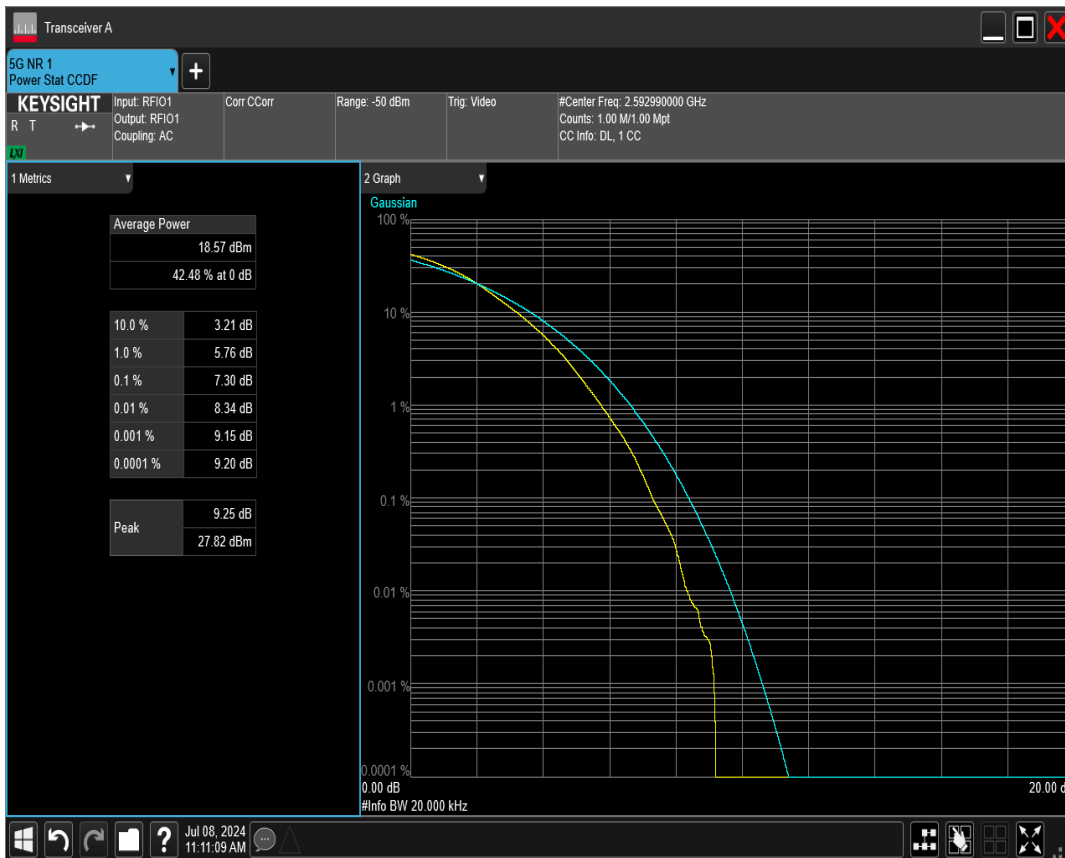 Transceiver A
5G NR 1
Power Stat CCDF
KEYSIGHT
R T
LXI
Input: RFIO1
Output: RFIO1
Coupling: AC
Corr CCorr
Range: -50 dBm
Trig: Video
#Center Freq: 2.592990000 GHz
Counts: 1.00 M/1.00 Mpt
CC Info: DL, 1 CC
1 Metrics
Average Power
18.57 dBm
42.48 % at 0 dB
10.0 % 3.21 dB
1.0 % 5.76 dB
0.1 % 7.30 dB
0.01 % 8.34 dB
0.001 % 9.15 dB
0.0001 % 9.20 dB
Peak
9.25 dB
27.82 dBm
2 Graph
Gaussian
100 %
10 %
1 %
0.1 %
0.01 %
0.001 %
0.0001 %
0.00 dB
20.00 d
#Info BW 20.000 kHz
?
Jul 08, 2024
11:11:09 AM